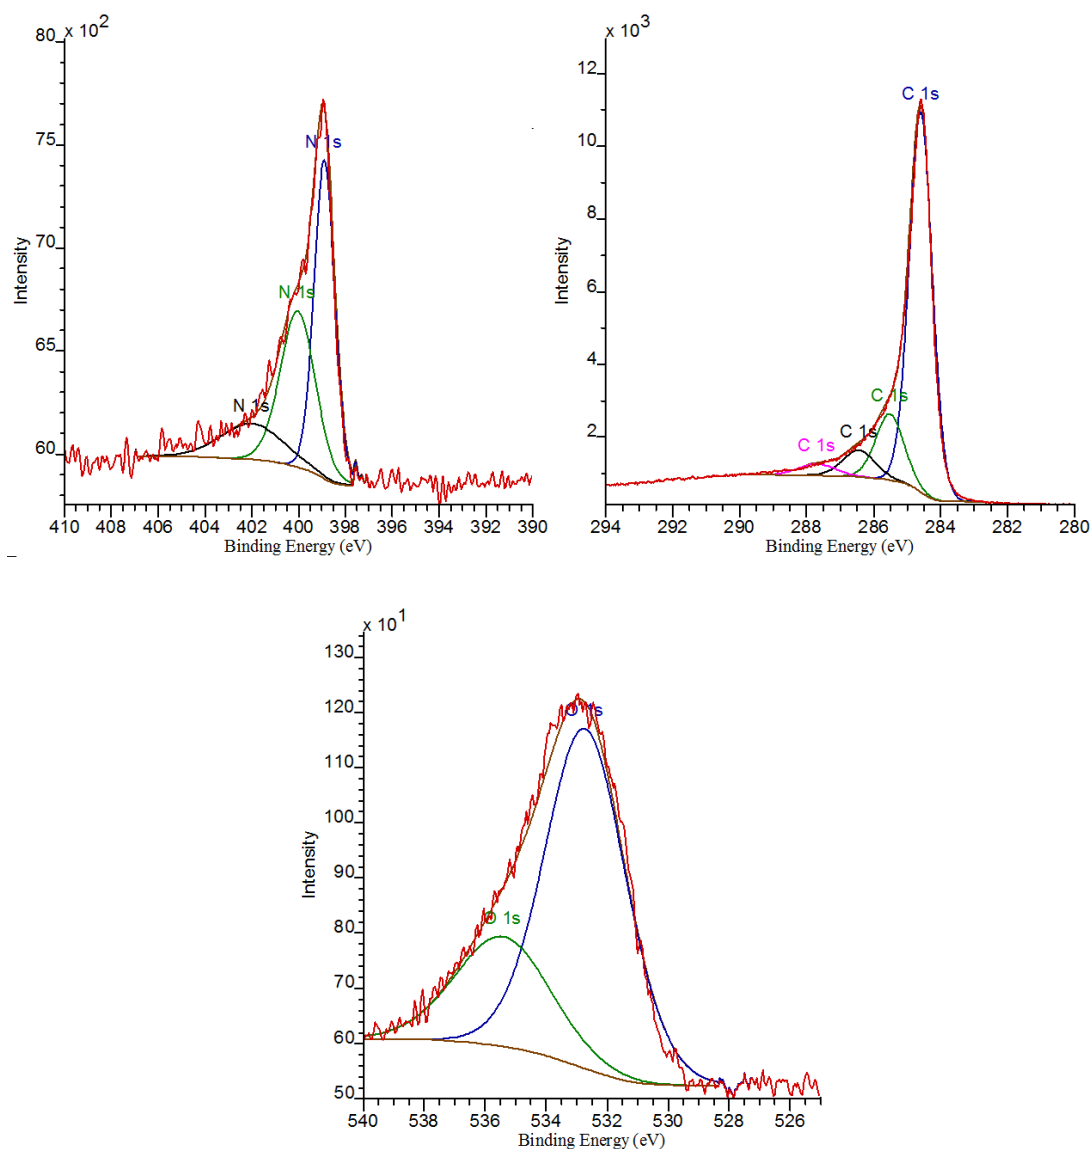 x 10²
80
75
70
65
60
Intensity
N 1s
N 1s
N 1s
410 408 406 404 402 400 398 396 394 392 390
Binding Energy (eV)
x 10³
12
10
8
6
4
2
Intensity
C 1s
C 1s
C 1s
C 1s
294 292 290 288 286 284 282 280
Binding Energy (eV)
x 10¹
130
120
110
100
90
80
70
60
50
Intensity
O 1s
O 1s
540 538 536 534 532 530 528 526
Binding Energy (eV)